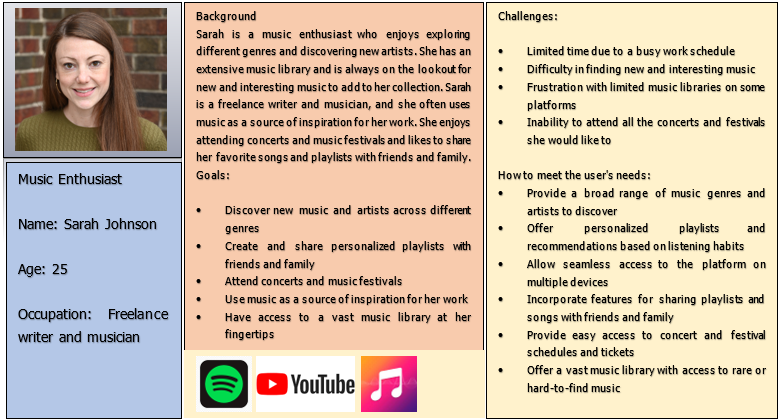 Music Enthusiast
Name: Sarah Johnson
Age: 25
Occupation: Freelance
writer and musician
Background
Sarah is a music enthusiast who enjoys exploring
different genres and discovering new artists. She has an
extensive music library and is always on the lookout for
new and interesting music to add to her collection. Sarah
is a freelance writer and musician, and she often uses
music as a source of inspiration for her work. She enjoys
attending concerts and music festivals and likes to share
her favorite songs and playlists with friends and family.
Goals:
• Discover new music and artists across different
genres
• Create and share personalized playlists with
friends and family
• Attend concerts and music festivals
• Use music as a source of inspiration for her work
• Have access to a vast music library at her
fingertips
YouTube
Challenges:
• Limited time due to a busy work schedule
• Difficulty in finding new and interesting music
• Frustration with limited music libraries on some
platforms
• Inability to attend all the concerts and festivals
she would like to
How to meet the user's needs:
• Provide a broad range of music genres and
artists to discover
• Offer personalized playlists and
recommendations based on listening habits
• Allow seamless access to the platform on
multiple devices
• Incorporate features for sharing playlists and
songs with friends and family
• Provide easy access to concert and festival
schedules and tickets
• Offer a vast music library with access to rare or
hard-to-find music